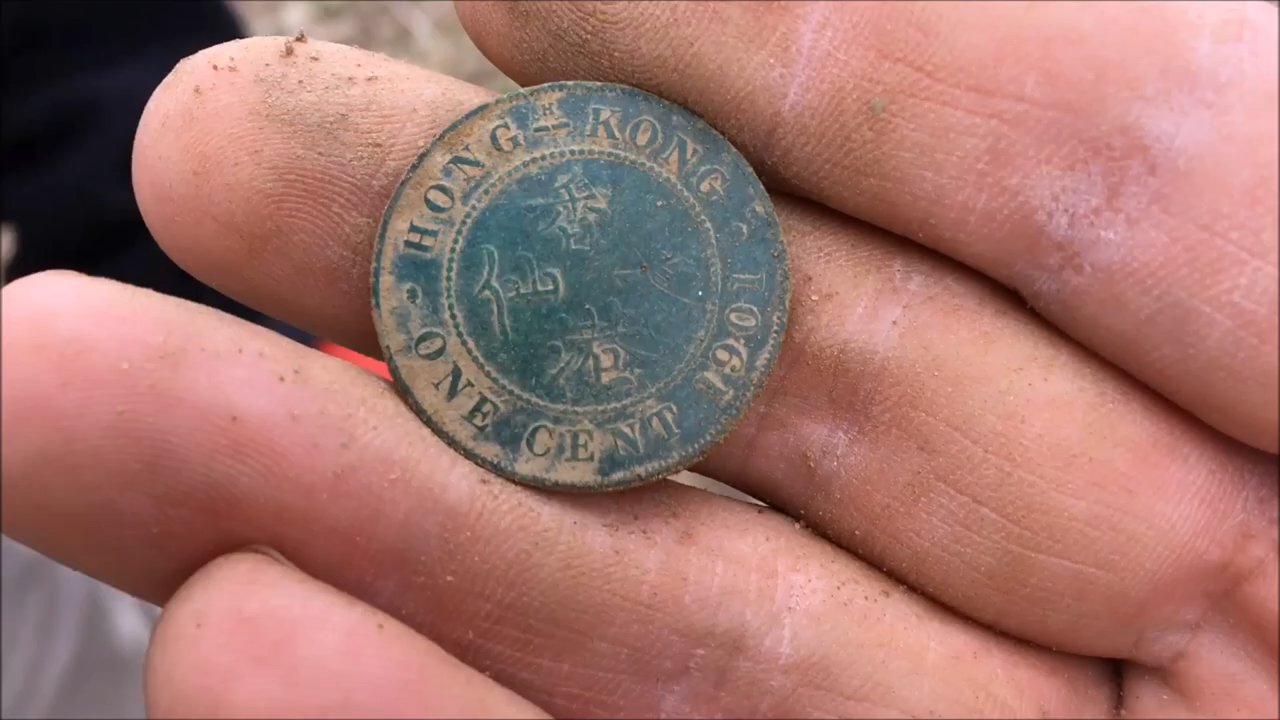 HONG-KONG
香港
仙
ONE CENT 1901